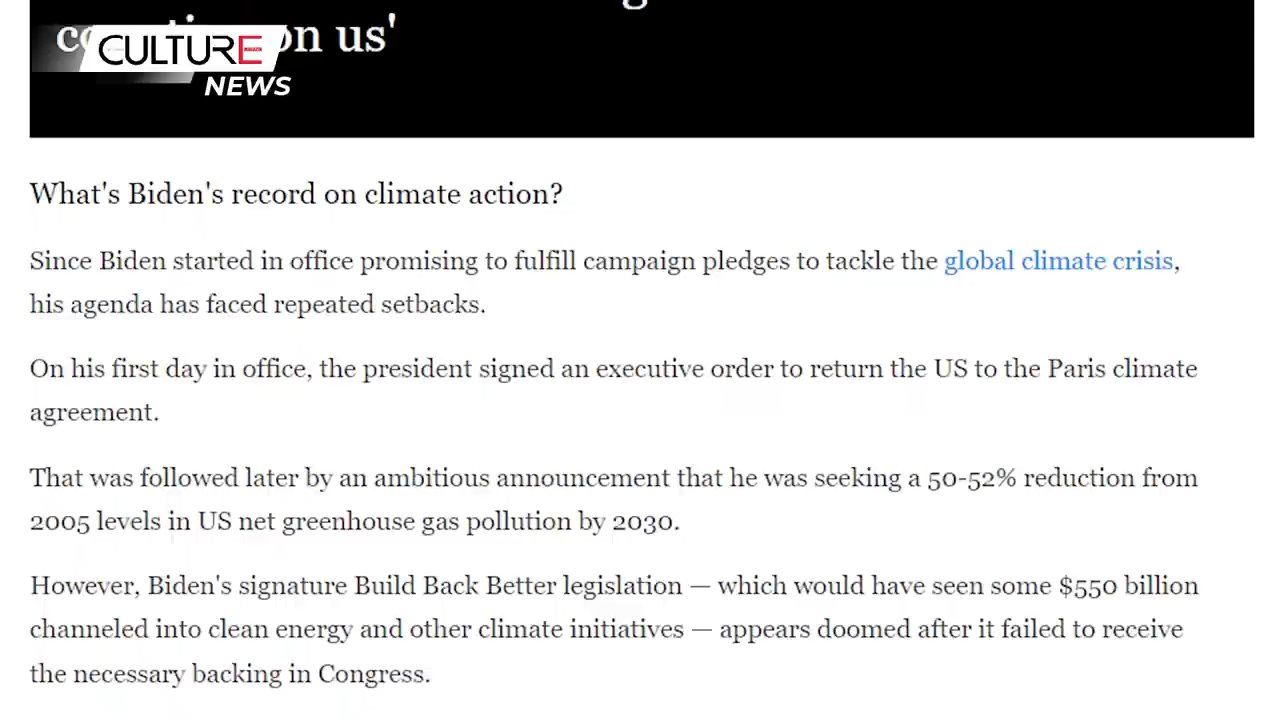 on us'
CULTURE
NEWS
What's Biden's record on climate action?
Since Biden started in office promising to fulfill campaign pledges to tackle the global climate crisis,
his agenda has faced repeated setbacks.
On his first day in office, the president signed an executive order to return the US to the Paris climate
agreement.
That was followed later by an ambitious announcement that he was seeking a 50-52% reduction from
2005 levels in US net greenhouse gas pollution by 2030.
However, Biden's signature Build Back Better legislation — which would have seen some $550 billion
channeled into clean energy and other climate initiatives — appears doomed after it failed to receive
the necessary backing in Congress.